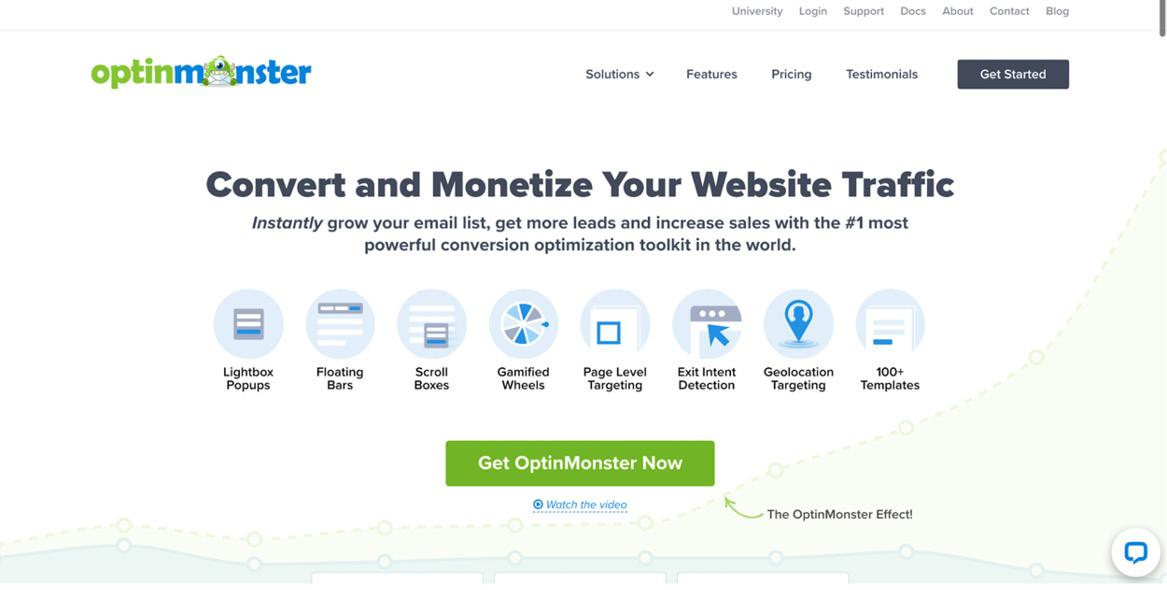 University Login Support Docs About Contact Blog
optinmonster
Solutions Features Pricing Testimonials Get Started
Convert and Monetize Your Website Traffic
Instantly grow your email list, get more leads and increase sales with the #1 most
powerful conversion optimization toolkit in the world.
Lightbox Floating Scroll Gamified Page Level Exit Intent Geolocation 100+
Popups Bars Boxes Wheels Targeting Detection Targeting Templates
Get OptinMonster Now
Watch the video
The OptinMonster Effect!